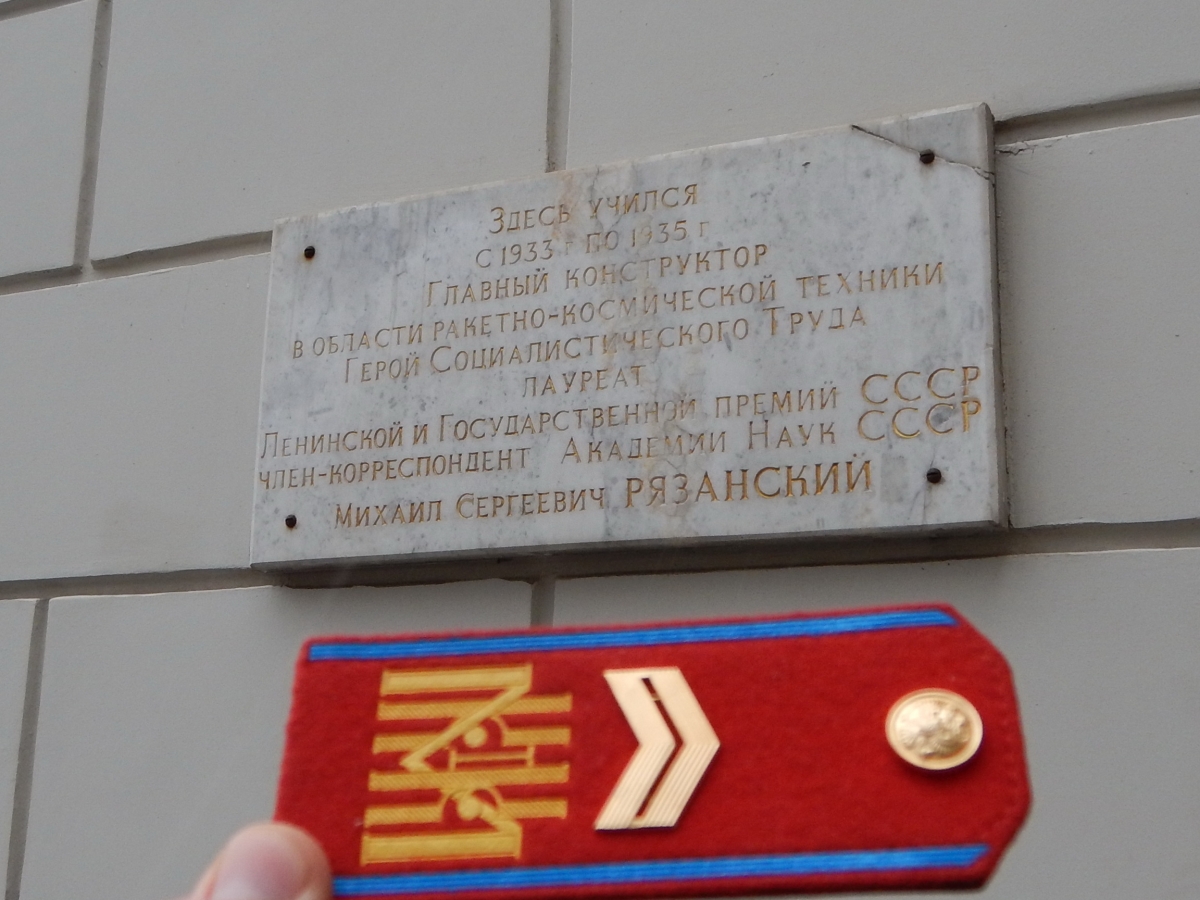 Здесь учился
с 1933 г по 1935 г
Главный конструктор
в области ракетно-космической техники
Герой Социалистического Труда
лауреат
Ленинской и Государственной премий СССР
член-корреспондент Академии Наук СССР
Михаил Сергеевич РЯЗАНСКИЙ